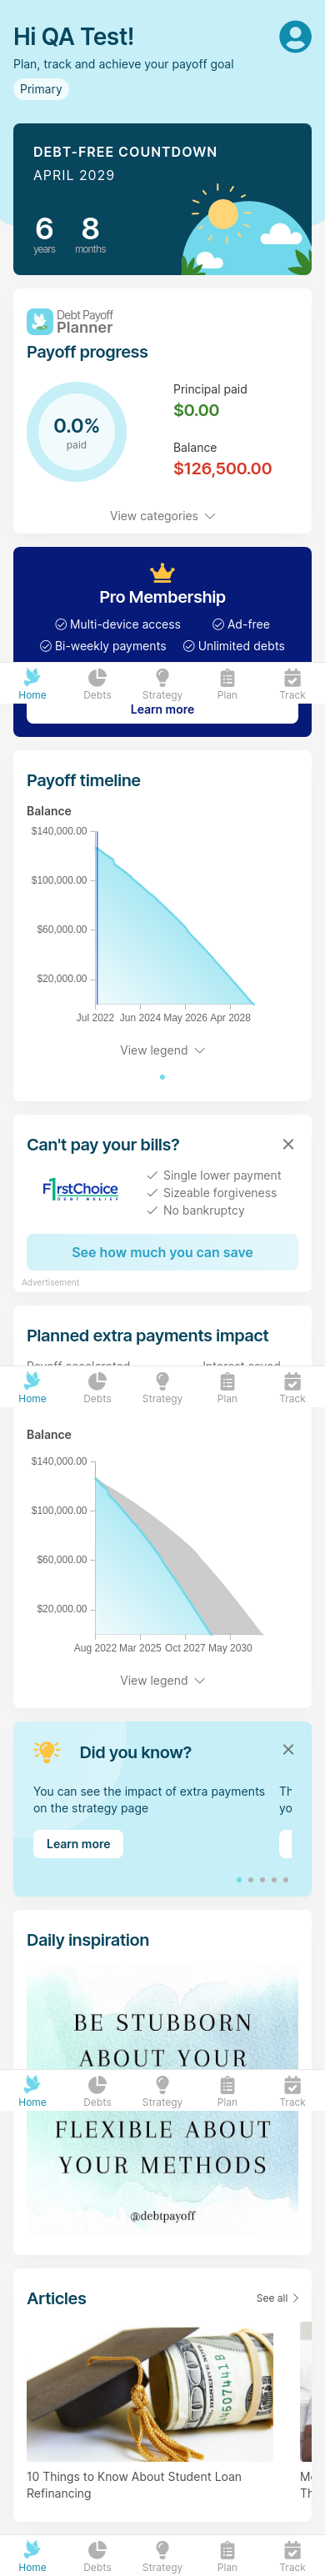 Hi QA Test!
Plan, track and achieve your payoff goal
Primary
DEBT-FREE COUNTDOWN
APRIL 2029
6 8
years months
Debt Payoff
Planner
Payoff progress
0.0%
paid
Principal paid
$0.00
Balance
$126,500.00
View categories
Pro Membership
Multi-device access Ad-free
Bi-weekly payments Unlimited debts
Home Debts Strategy Plan Track
Learn more
Payoff timeline
Balance
$140,000.00
$100,000.00
$60,000.00
$20,000.00
Jul 2022 Jun 2024 May 2026 Apr 2028
View legend
Can't pay your bills?
F1rstChoice
DEBT RELIEF
Single lower payment
Sizeable forgiveness
No bankruptcy
See how much you can save
Advertisement
Planned extra payments impact
Home Debts Strategy Plan Track
Balance
$140,000.00
$100,000.00
$60,000.00
$20,000.00
Aug 2022 Mar 2025 Oct 2027 May 2030
View legend
Did you know?
You can see the impact of extra payments
on the strategy page
Th
yo
Learn more
Daily inspiration
BE STUBBORN
ABOUT YOUR
Home Debts Strategy Plan Track
FLEXIBLE ABOUT
YOUR METHODS
@debtpayoff
Articles
See all
10 Things to Know About Student Loan
Refinancing
Th
Home Debts Strategy Plan Track